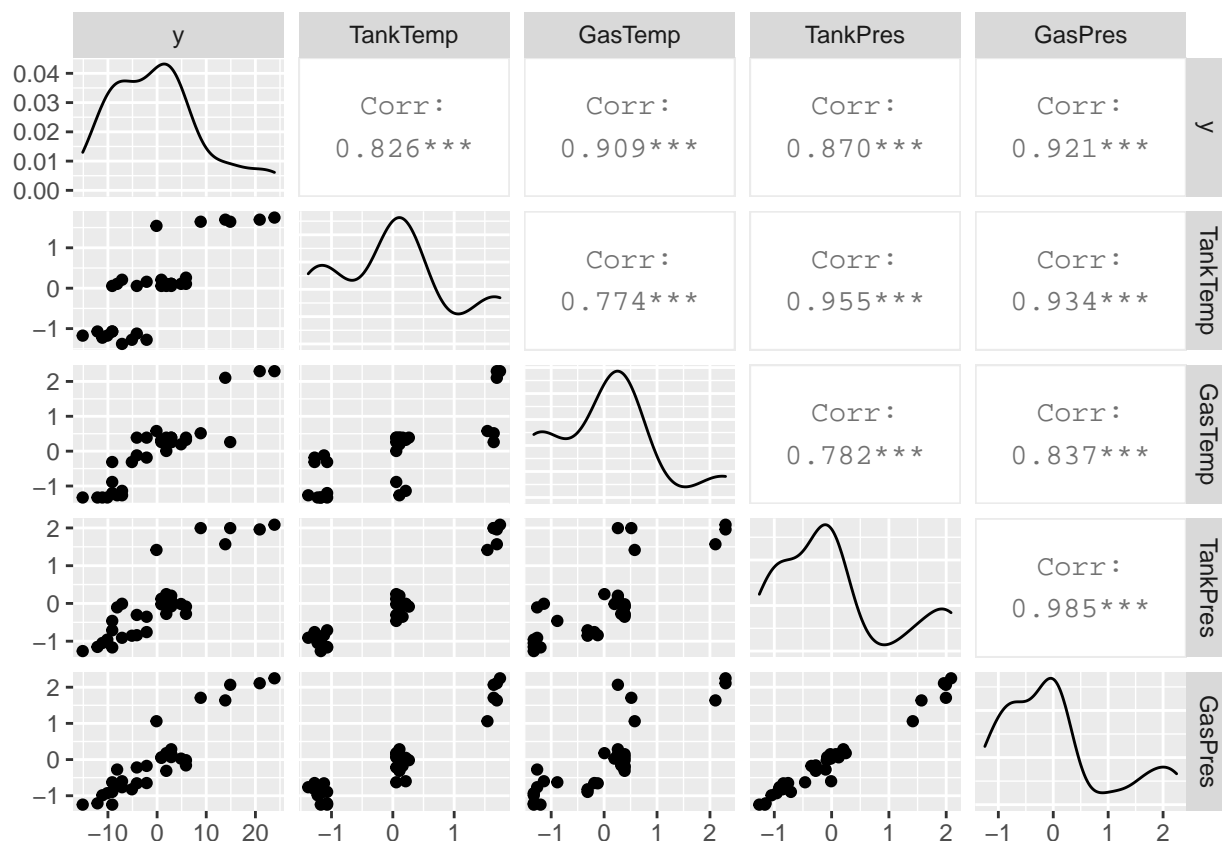 y TankTemp GasTemp TankPres GasPres
0.04
0.03
0.02
0.01
0.00
Corr:
0.826***
Corr:
0.909***
Corr:
0.870***
Corr:
0.921***
y
1
0
−1
Corr:
0.774***
Corr:
0.955***
Corr:
0.934***
TankTemp
2
1
0
−1
Corr:
0.782***
Corr:
0.837***
GasTemp
2
1
0
−1
Corr:
0.985***
TankPres
2
1
0
−1
GasPres
−10 0 10 20 −1 0 1 −1 0 1 2 −1 0 1 2 −1 0 1 2